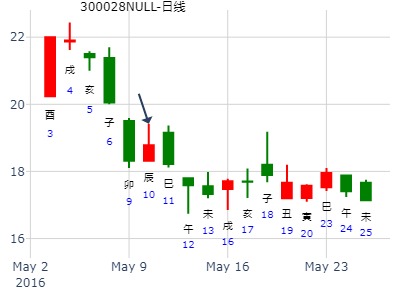 300028NULL-日线
22
20
18
16
酉
3
戌
4
亥
5
子
6
卯
9
辰
10
巳
11
午
12
未
13
戌
16
亥
17
子
18
丑
19
寅
20
巳
23
午
24
未
25
May 2
2016
May 9
May 16
May 23